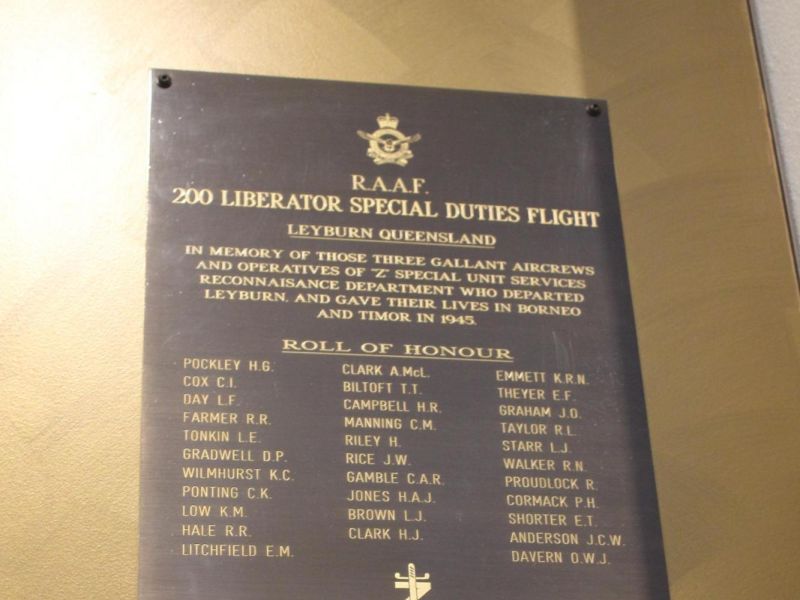 R.A.A.F.
200 LIBERATOR SPECIAL DUTIES FLIGHT
LEYBURN QUEENSLAND
IN MEMORY OF THOSE THREE GALLANT AIRCREWS
AND OPERATIVES OF "Z" SPECIAL UNIT SERVICES
RECONNAISANCE DEPARTMENT WHO DEPARTED
LEYBURN, AND GAVE THEIR LIVES IN BORNEO
AND TIMOR IN 1945.
ROLL OF HONOUR
POCKLEY H.G.
COX C.I.
DAY L.F.
FARMER R.R.
TONKIN L.E.
GRADWELL D.P.
WILMHURST K.C.
PONTING C.K.
LOW K.M.
HALE R.R.
LITCHFIELD E.M.
CLARK A.McL.
BILTOFT T.T.
CAMPBELL H.R.
MANNING C.M.
RILEY H.
RICE J.W.
GAMBLE C.A.R.
JONES H.A.J.
BROWN L.J.
CLARK H.J.
EMMETT K.R.N.
THEYER E.F.
GRAHAM J.O.
TAYLOR R.L.
STARR L.J.
WALKER R.N.
PROUDLOCK R.
CORMACK P.H.
SHORTER E.T.
ANDERSON J.C.W.
DAVERN O.W.J.